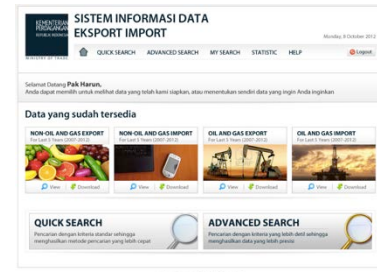 KEMENTERIAN
PERDAGANGAN
REPUBLIK INDONESIA
MINISTRY OF TRADE
SISTEM INFORMASI DATA
EKSPORT IMPORT
Munday, 8 October 2012
QUICK SEARCH
ADVANCED SEARCH
MY SEARCH
STATISTIC
HELP
Logout
Selamat Datang Pak Harun,
Anda dapat memilih untuk melihat data yang telah kami siapkan, atau menentukan sendiri data yang ingin Anda inginkan
Data yang sudah tersedia
NON-OIL AND GAS EXPORT
For Last 5 Years (2007-2012)
View
Download
NON-OIL AND GAS IMPORT
For Last 5 Years (2007-2012)
View
Download
OIL AND GAS EXPORT
For Last 5 Years (2007-2012)
View
Download
OIL AND GAS IMPORT
For Last 5 Years (2007-2012)
View
Download
QUICK SEARCH
Pencarian dengan kriteria standar sehingga
menghasilkan metode pencarian yang lebih cepat
ADVANCED SEARCH
Pencarian dengan kriteria yang lebih detil sehingga
menghasilkan data yang lebih presisi